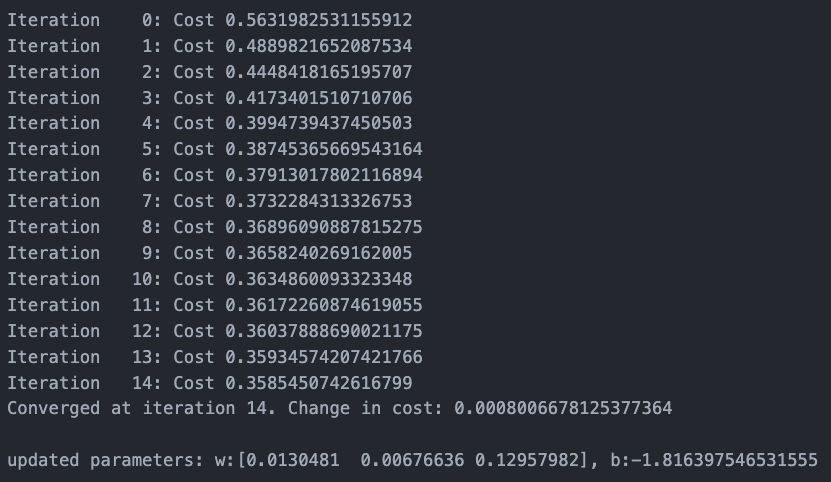 Iteration    0: Cost 0.5631982531155912
Iteration    1: Cost 0.4889821652087534
Iteration    2: Cost 0.4448418165195707
Iteration    3: Cost 0.4173401510710706
Iteration    4: Cost 0.3994739437450503
Iteration    5: Cost 0.38745365669543164
Iteration    6: Cost 0.37913017802116894
Iteration    7: Cost 0.3732284313326753
Iteration    8: Cost 0.36896090887815275
Iteration    9: Cost 0.3658240269162005
Iteration   10: Cost 0.3634860093323348
Iteration   11: Cost 0.36172260874619055
Iteration   12: Cost 0.36037888690021175
Iteration   13: Cost 0.35934574207421766
Iteration   14: Cost 0.3585450742616799
Converged at iteration 14. Change in cost: 0.0008006678125377364
updated parameters: w:[0.0130481  0.00676636 0.12957982], b:-1.816397546531555